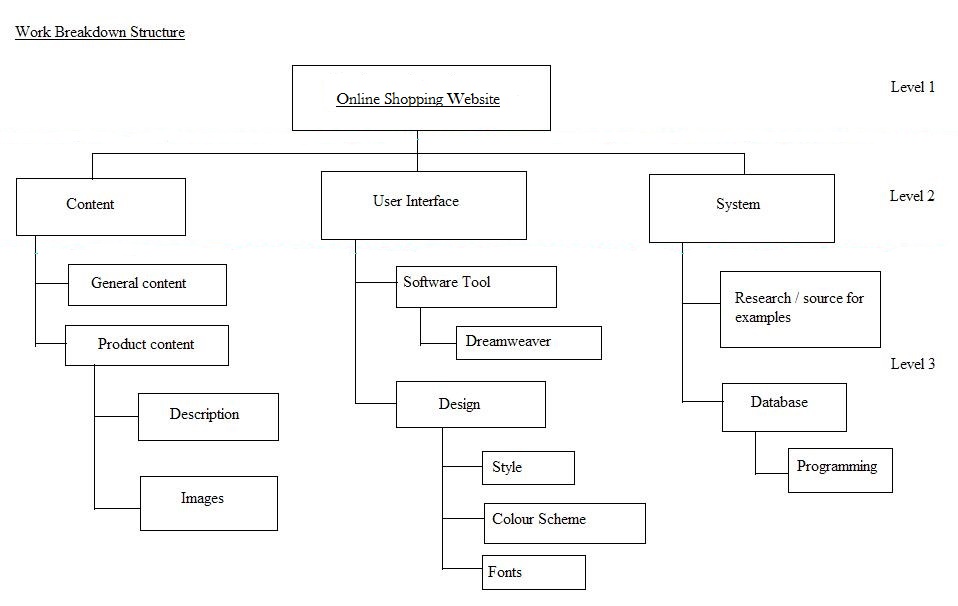 Work Breakdown Structure
Online Shopping Website
Level 1
Content
User Interface
System
Level 2
General content
Product content
Description
Images
Software Tool
Dreamweaver
Design
Style
Colour Scheme
Fonts
Research / source for
examples
Database
Programming
Level 3